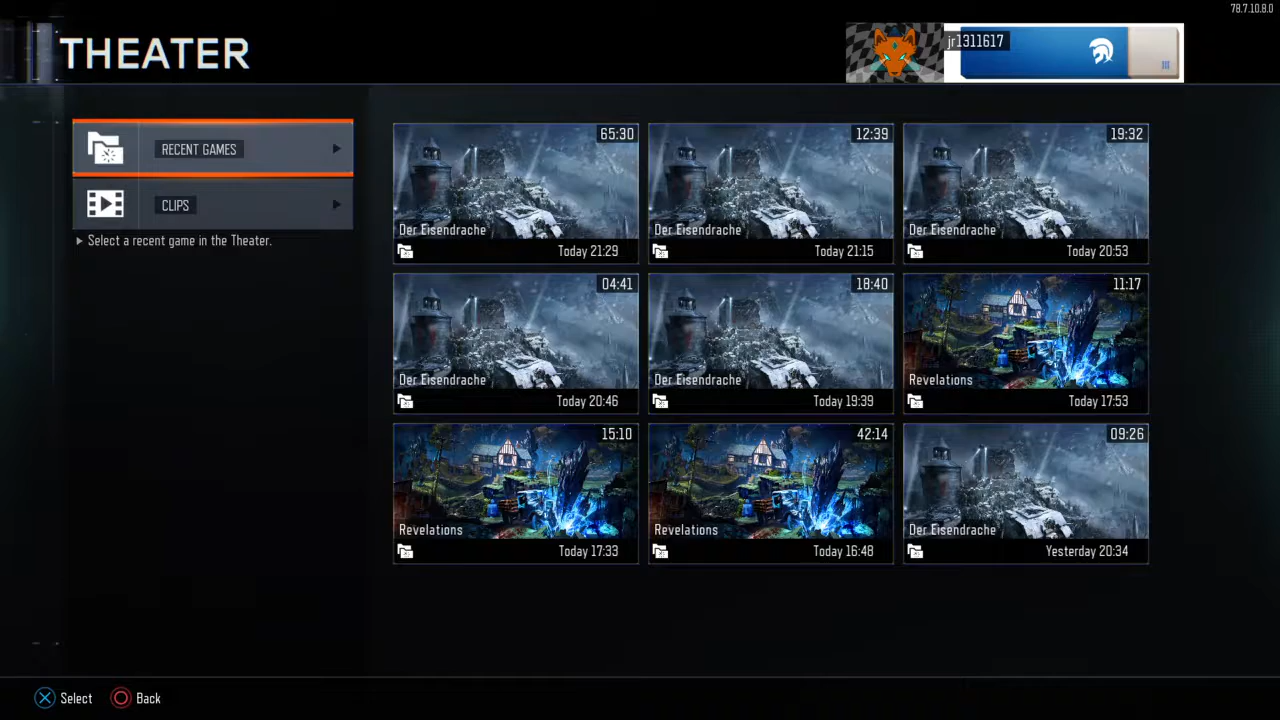 78.7.10.8.0
THEATER
jr1311617
III
RECENT GAMES
CLIPS
Select a recent game in the Theater.
65:30
Der Eisendrache
Today 21:29
12:39
Der Eisendrache
Today 21:15
19:32
Der Eisendrache
Today 20:53
04:41
Der Eisendrache
Today 20:46
18:40
Der Eisendrache
Today 19:39
11:17
Revelations
Today 17:53
15:10
Revelations
Today 17:33
42:14
Revelations
Today 16:48
09:26
Der Eisendrache
Yesterday 20:34
Select
Back